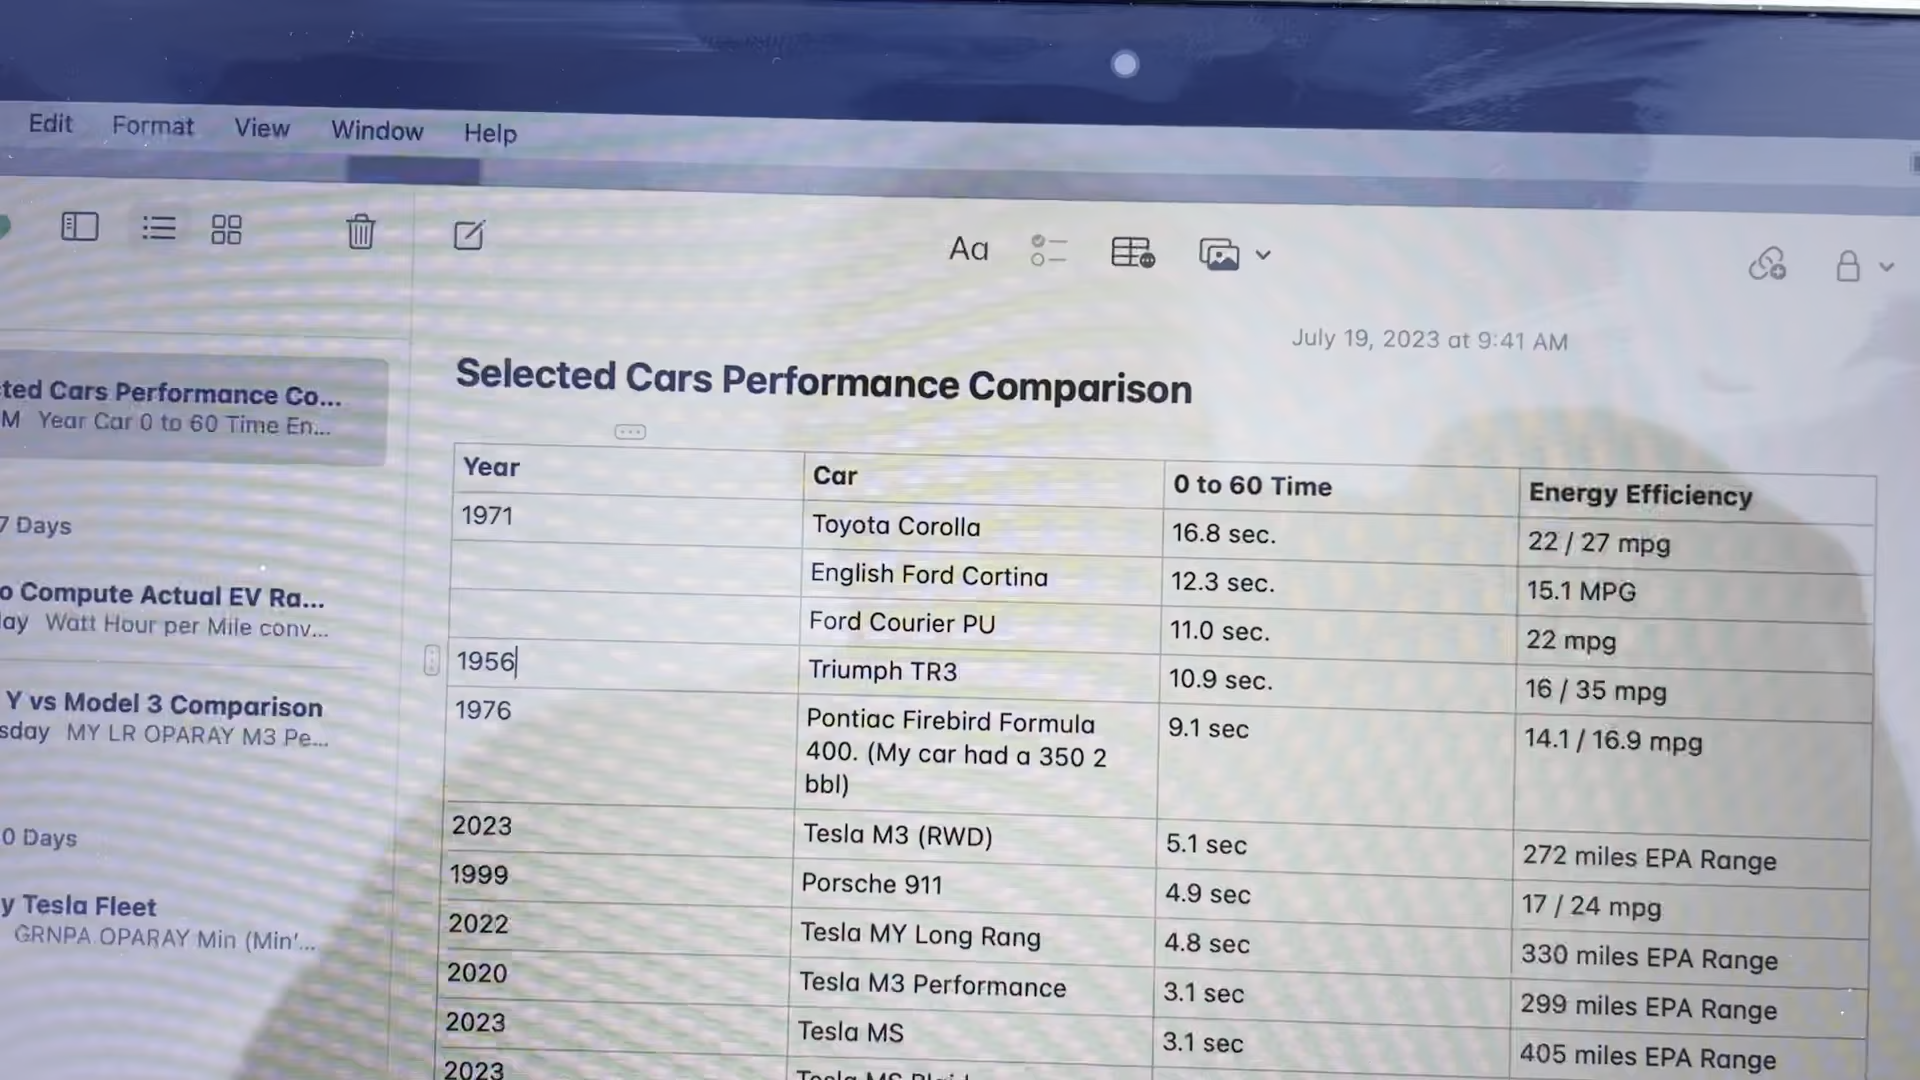 Edit Format View Window Help
Aa
July 19, 2023 at 9:41 AM
ted Cars Performance Co...
M Year Car 0 to 60 Time En...
7 Days
o Compute Actual EV Ra...
ay Watt Hour per Mile conv...
Y vs Model 3 Comparison
sday MY LR OPARAY M3 Pe...
0 Days
y Tesla Fleet
GRNPA OPARAY Min (Min'...
Selected Cars Performance Comparison
Year Car 0 to 60 Time Energy Efficiency
1971 Toyota Corolla 16.8 sec. 22 / 27 mpg
English Ford Cortina 12.3 sec. 15.1 MPG
Ford Courier PU 11.0 sec. 22 mpg
1956 Triumph TR3 10.9 sec. 16 / 35 mpg
1976 Pontiac Firebird Formula 9.1 sec 14.1 / 16.9 mpg
400. (My car had a 350 2
bbl)
2023 Tesla M3 (RWD) 5.1 sec 272 miles EPA Range
1999 Porsche 911 4.9 sec 17 / 24 mpg
2022 Tesla MY Long Rang 4.8 sec 330 miles EPA Range
2020 Tesla M3 Performance 3.1 sec 299 miles EPA Range
2023 Tesla MS 3.1 sec 405 miles EPA Range
2023 Tesla MS Plaid